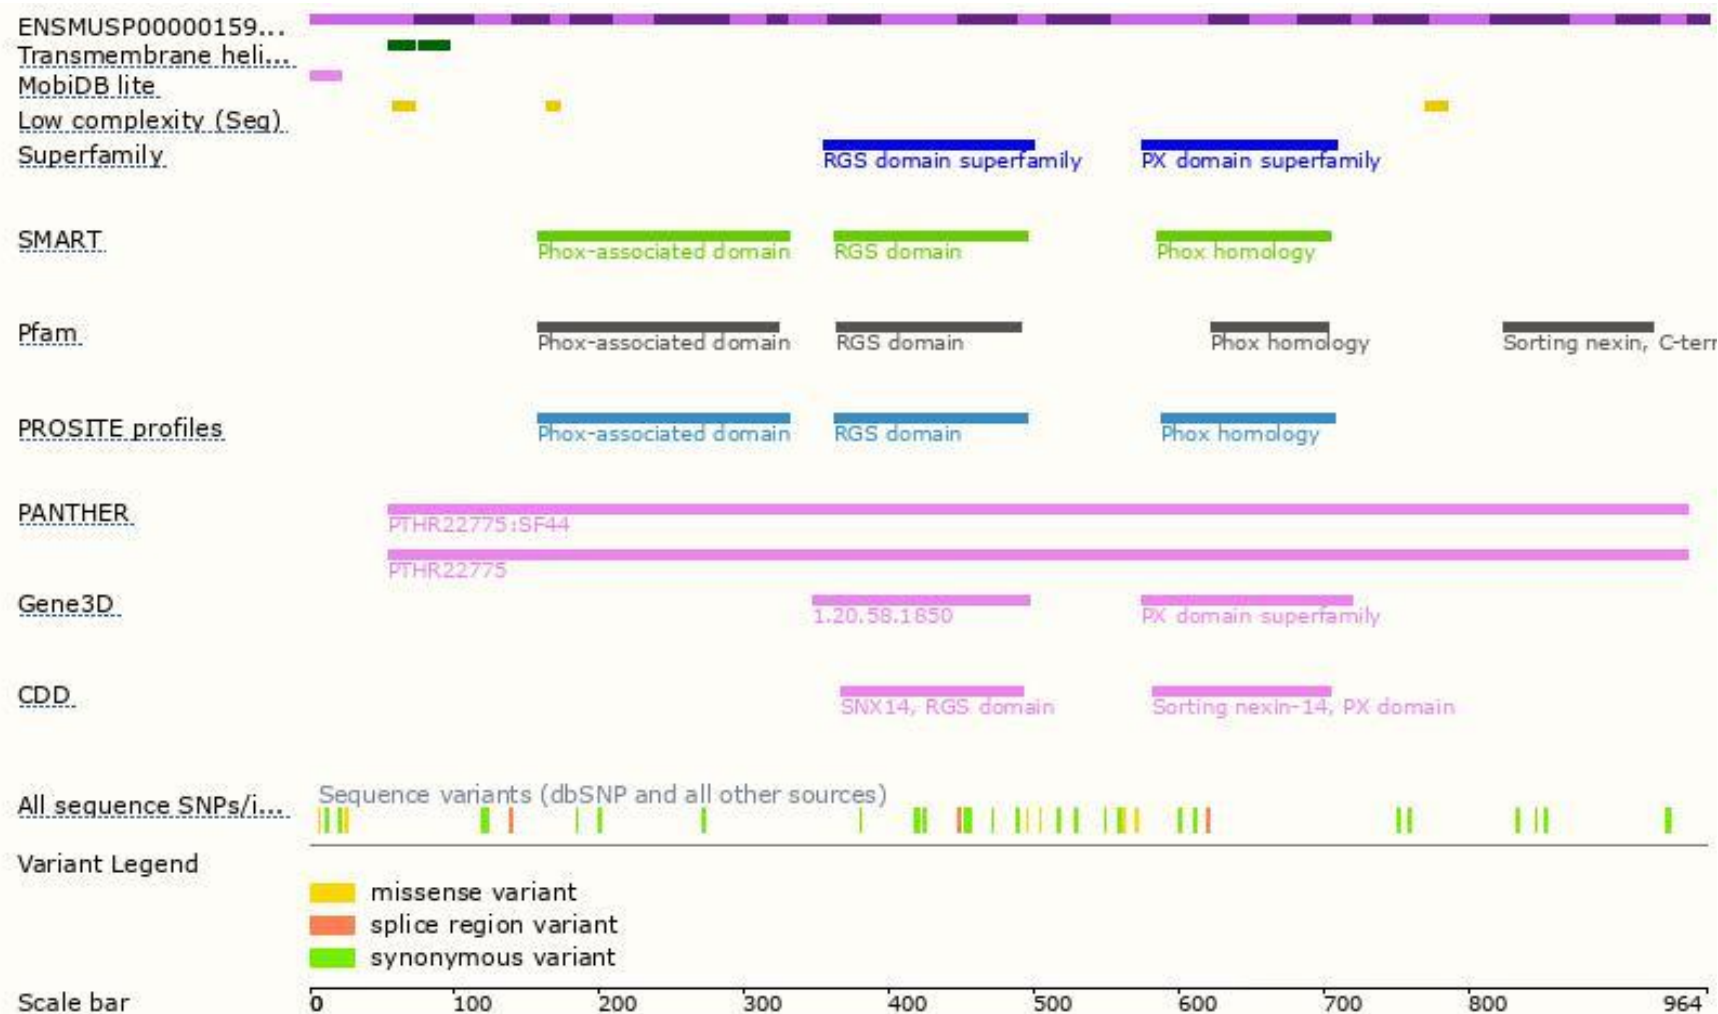 ENSMUSP00000159...
Transmembrane heli...
MobiDB lite
Low complexity (Seg)
Superfamily
RGS domain superfamily PX domain superfamily
SMART
Phox-associated domain RGS domain Phox homology
Pfam
Phox-associated domain RGS domain Phox homology Sorting nexin, C-terr
PROSITE profiles
Phox-associated domain RGS domain Phox homology
PANTHER
PTHR22775:SF44
PTHR22775
Gene3D
1.20.58.1850 PX domain superfamily
CDD
SNX14, RGS domain Sorting nexin-14, PX domain
Sequence variants (dbSNP and all other sources)
All sequence SNPs/i...
Variant Legend
missense variant
splice region variant
synonymous variant
Scale bar 0 100 200 300 400 500 600 700 800 964